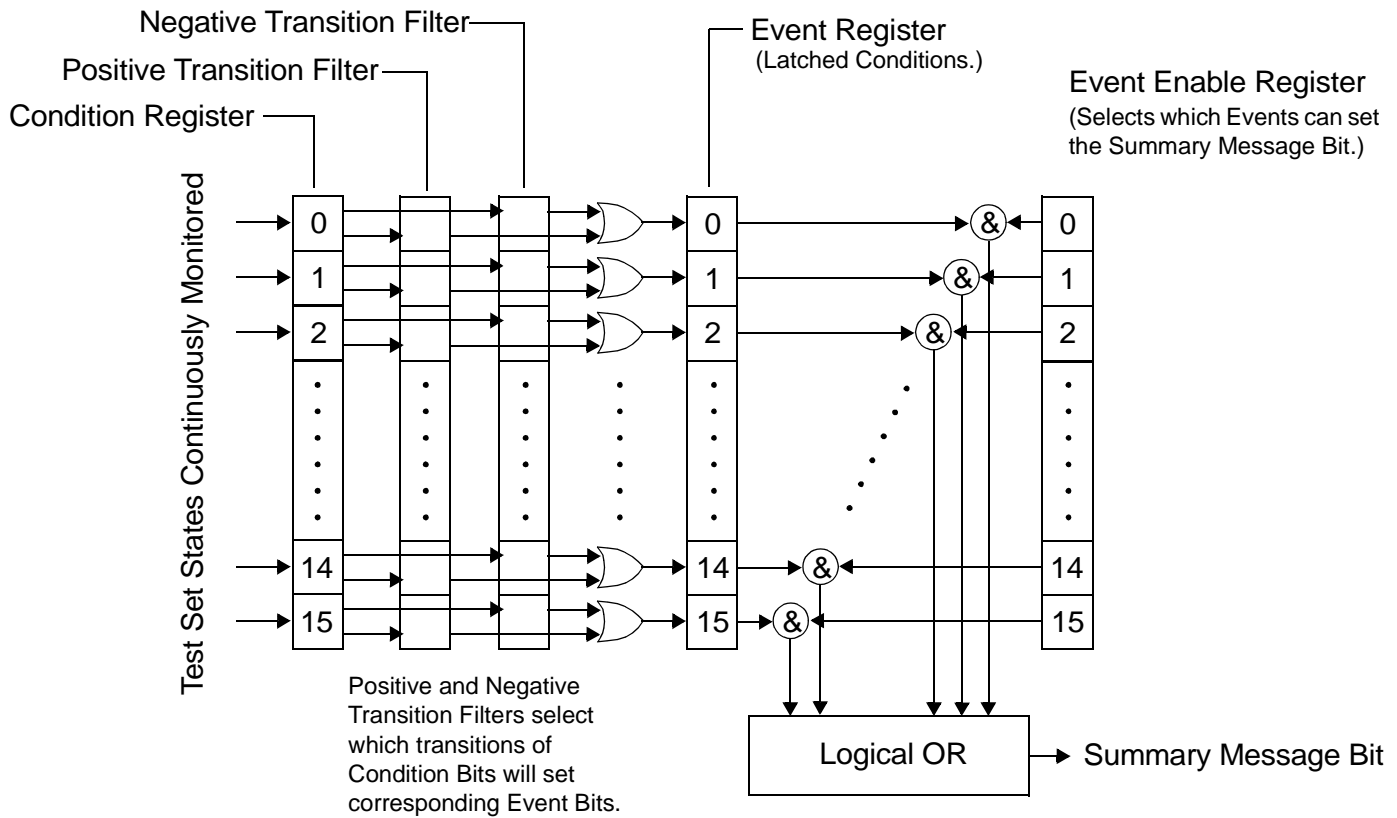 Negative Transition Filter
Positive Transition Filter
Condition Register
Event Register
(Latched Conditions.)
Event Enable Register
(Selects which Events can set
the Summary Message Bit.)
Test Set States Continuously Monitored
0 0 & 0
1 1 & 1
2 2 & 2
14 14 & 14
15 15 & 15
Positive and Negative
Transition Filters select
which transitions of
Condition Bits will set
corresponding Event Bits.
Logical OR
Summary Message Bit